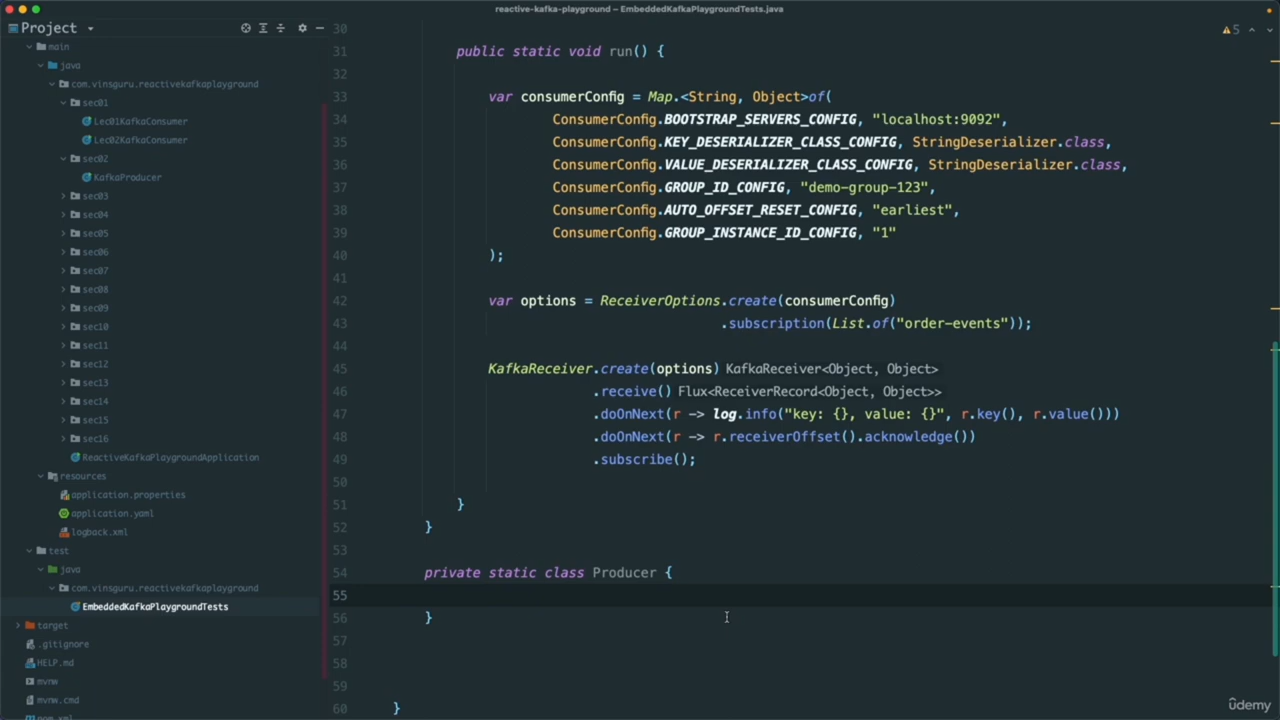 reactive-kafka-playground – EmbeddedKafkaPlaygroundTests.java
Project
main
java
com.vinsguru.reactivekafkaplayground
sec01
Lec01KafkaConsumer
Lec02KafkaConsumer
sec02
KafkaProducer
sec03
sec04
sec05
sec06
sec07
sec08
sec09
sec10
sec11
sec12
sec13
sec14
sec15
sec16
ReactiveKafkaPlaygroundApplication
resources
application.properties
application.yaml
logback.xml
test
java
com.vinsguru.reactivekafkaplayground
EmbeddedKafkaPlaygroundTests
target
.gitignore
HELP.md
mvnw
mvnw.cmd
pom.xml
5
30
31 public static void run() {
32
33 var consumerConfig = Map.<String, Object>of(
34 ConsumerConfig.BOOTSTRAP_SERVERS_CONFIG, "localhost:9092",
35 ConsumerConfig.KEY_DESERIALIZER_CLASS_CONFIG, StringDeserializer.class,
36 ConsumerConfig.VALUE_DESERIALIZER_CLASS_CONFIG, StringDeserializer.class,
37 ConsumerConfig.GROUP_ID_CONFIG, "demo-group-123",
38 ConsumerConfig.AUTO_OFFSET_RESET_CONFIG, "earliest",
39 ConsumerConfig.GROUP_INSTANCE_ID_CONFIG, "1"
40 );
41
42 var options = ReceiverOptions.create(consumerConfig)
43 .subscription(List.of("order-events"));
44
45 KafkaReceiver.create(options) KafkaReceiver<Object, Object>
46 .receive() Flux<ReceiverRecord<Object, Object>>
47 .doOnNext(r -> log.info("key: {}, value: {}", r.key(), r.value()))
48 .doOnNext(r -> r.receiverOffset().acknowledge())
49 .subscribe();
50
51 }
52 }
53
54 private static class Producer {
55
56 }
57
58
59
60 }
udemy